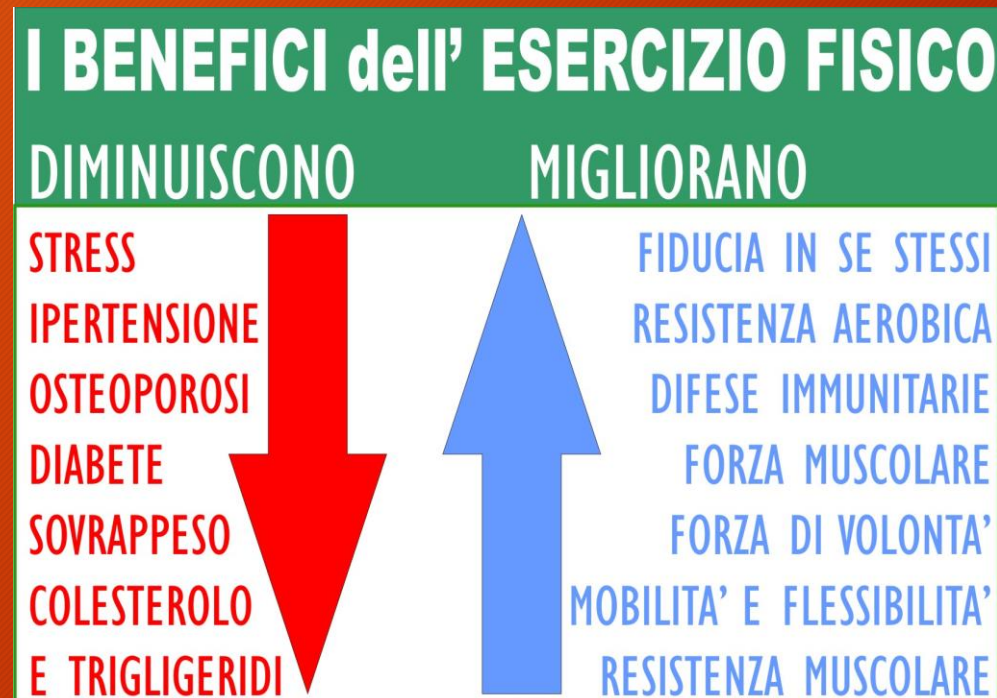 I BENEFICI dell' ESERCIZIO FISICO
DIMINUISCONO
STRESS
IPERTENSIONE
OSTEOPOROSI
DIABETE
SOVRAPPESO
COLESTEROLO
E TRIGLIGERIDI
MIGLIORANO
FIDUCIA IN SE STESSI
RESISTENZA AEROBICA
DIFESE IMMUNITARIE
FORZA MUSCOLARE
FORZA DI VOLONTA'
MOBILITA' E FLESSIBILITA'
RESISTENZA MUSCOLARE